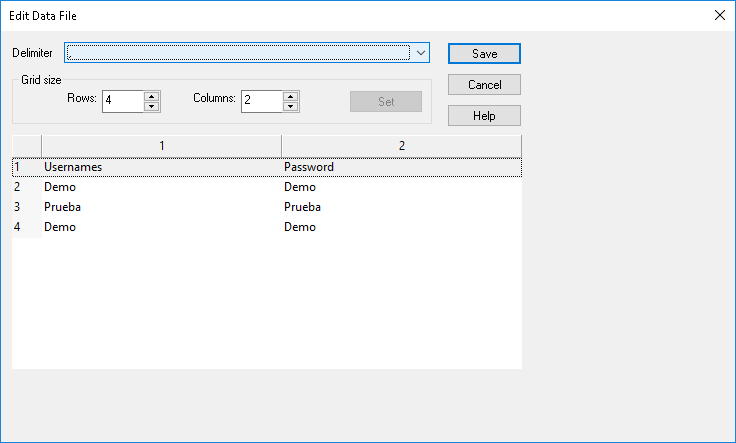 Edit Data File
Delimiter , Save
Grid size
Rows: 4 Columns: 2 Set
Cancel
Help
1 2
1 Usernames Password
2 Demo Demo
3 Prueba Prueba
4 Demo Demo